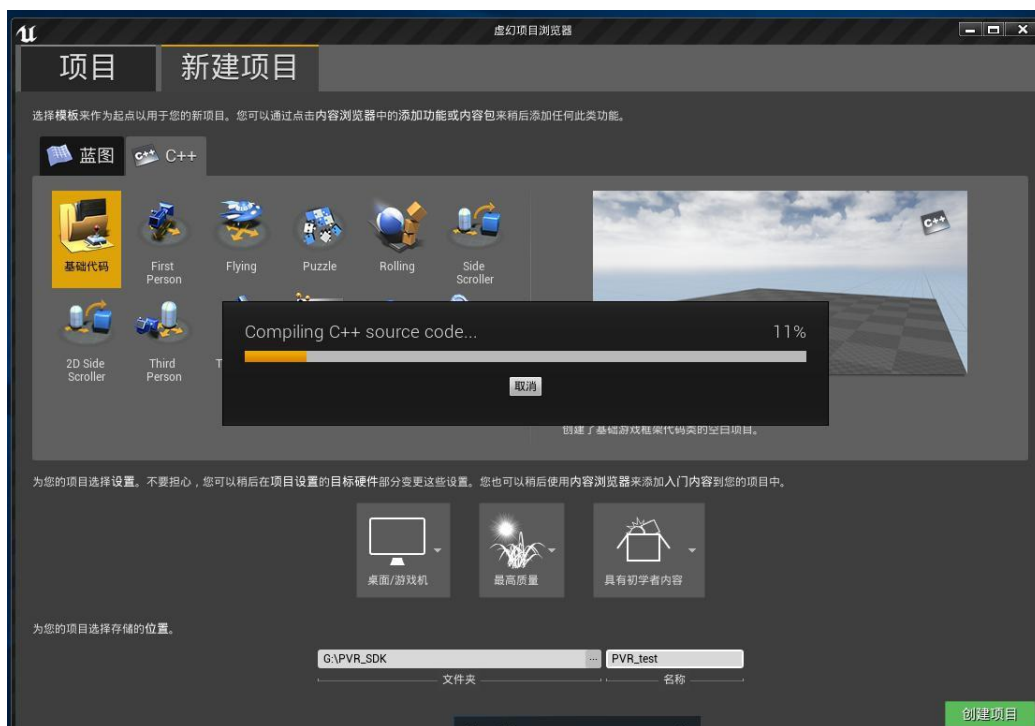 虚幻项目浏览器
项目
新建项目
选择模板来作为起点以用于您的新项目。您可以通过点击内容浏览器中的添加功能或内容包来稍后添加任何此类功能。
蓝图
C++
C++
基础代码
First Person
Flying
Puzzle
Rolling
Side Scroller
2D Side Scroller
Third Person
Compiling C++ source code...
11%
取消
创建了基础游戏框架代码类的空白项目。
为您的项目选择设置。不要担心，您可以稍后在项目设置的目标硬件部分变更这些设置。您也可以稍后使用内容浏览器来添加入门内容到您的项目中。
桌面/游戏机
最高质量
具有初学者内容
为您的项目选择存储的位置。
G:\PVR_SDK
...
PVR_test
文件夹
名称
创建项目